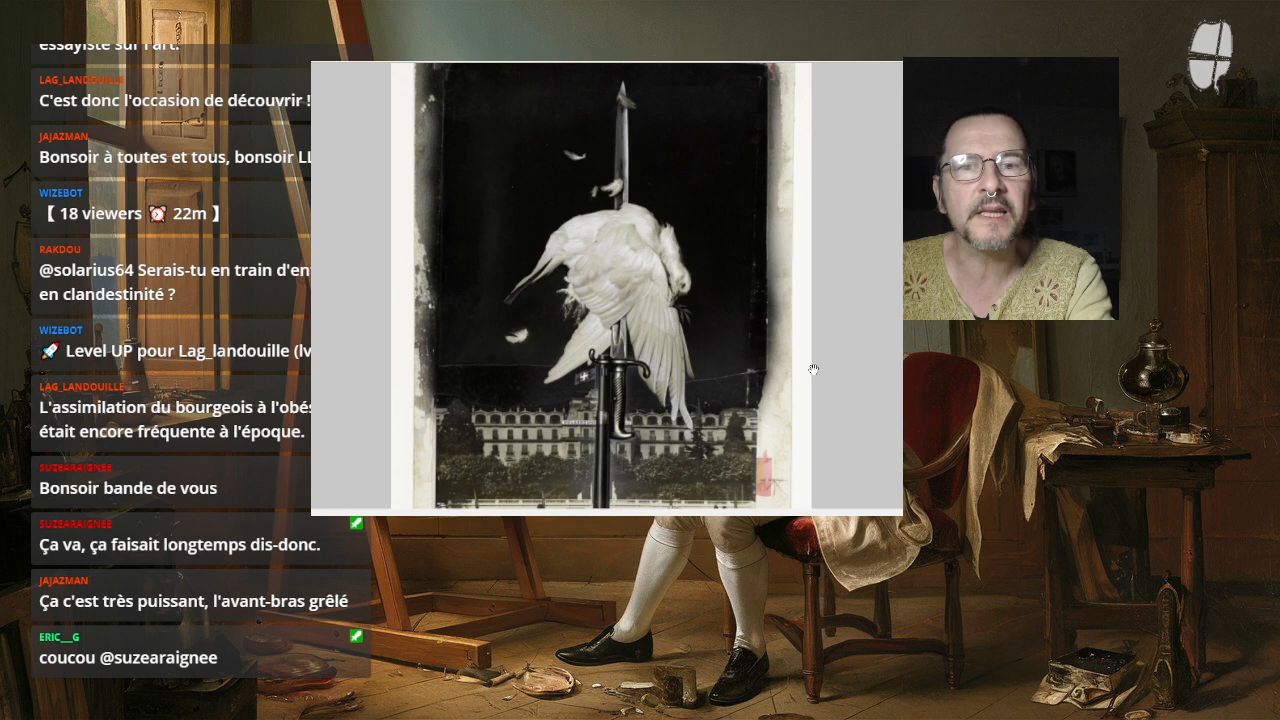 essayiste sur l'art.
LAG_LANDOUILLE
C'est donc l'occasion de découvrir !
JAJAZMAN
Bonsoir à toutes et tous, bonsoir LL
WIZEBOT
【 18 viewers ⏰ 22m 】
RAKDOU
@solarius64 Serais-tu en train d'en
en clandestinité ?
WIZEBOT
🚀 Level UP pour Lag_landouille (lv
LAG_LANDOUILLE
L'assimilation du bourgeois à l'obés
était encore fréquente à l'époque.
SUZEARAIGNEE
Bonsoir bande de vous
SUZEARAIGNEE
Ça va, ça faisait longtemps dis-donc.
JAJAZMAN
Ça c'est très puissant, l'avant-bras grêlé
ERIC__G
coucou @suzearaignee